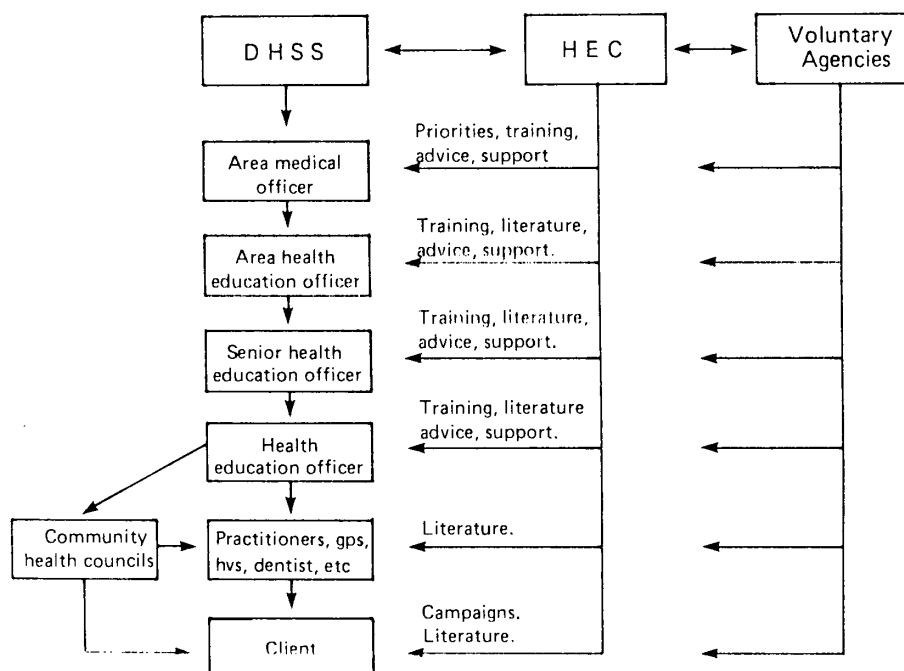 DHSS
HEC
Voluntary
Agencies
Priorities, training,
advice, support
Area medical
officer
Training, literature,
advice, support.
Area health
education officer
Training, literature,
advice, support.
Senior health
education officer
Training, literature
advice, support.
Health
education officer
Community
health councils
Practitioners, gps,
hvs, dentist, etc
Literature.
Campaigns.
Literature.
Client